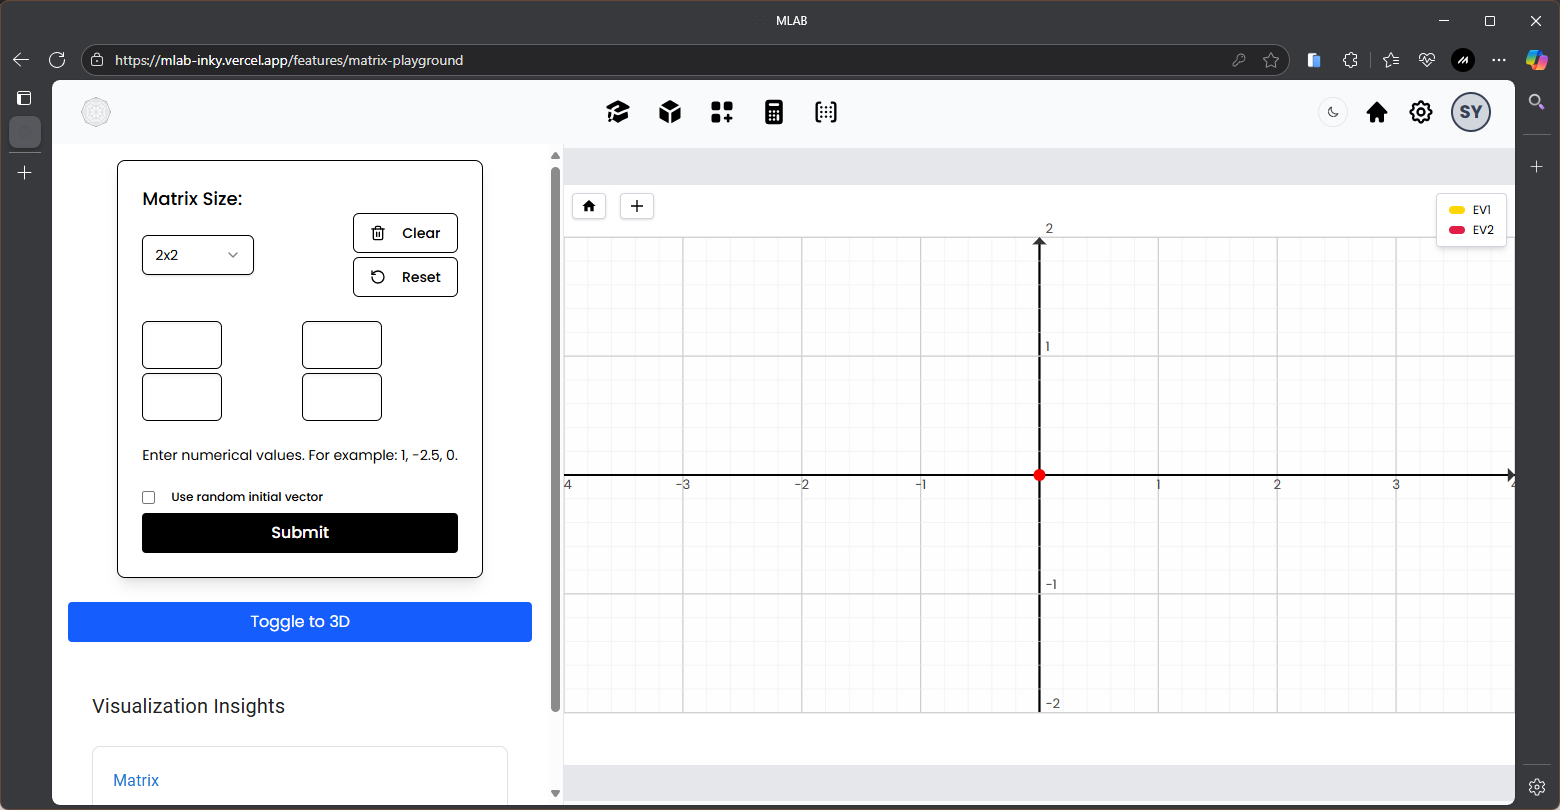 MLAB
https://mlab-inky.vercel.app/features/matrix-playground
SY
Matrix Size:
Clear
2x2
Reset
Enter numerical values. For example: 1, -2.5, 0.
Use random initial vector
Submit
Toggle to 3D
Visualization Insights
Matrix
EV1
EV2
2
1
4 -3 -2 -1 1 2 3 4
-1
-2